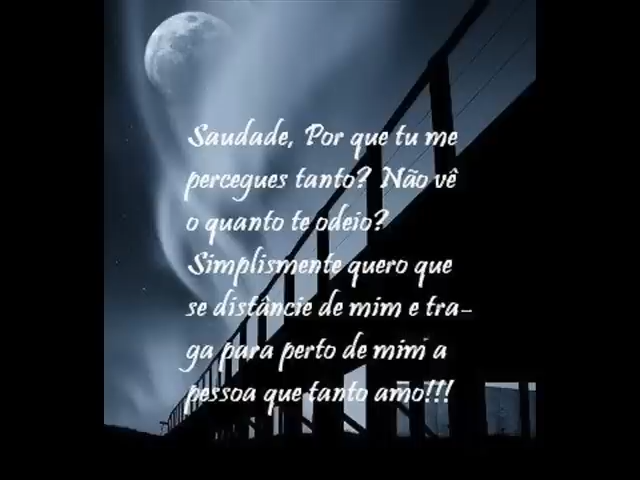 Saudade, Por que tu me
percegues tanto? Não vê
o quanto te odeio?
Simplismente quero que
se distâncie de mim e tra-
ga para perto de mim a
pessoa que tanto amo!!!